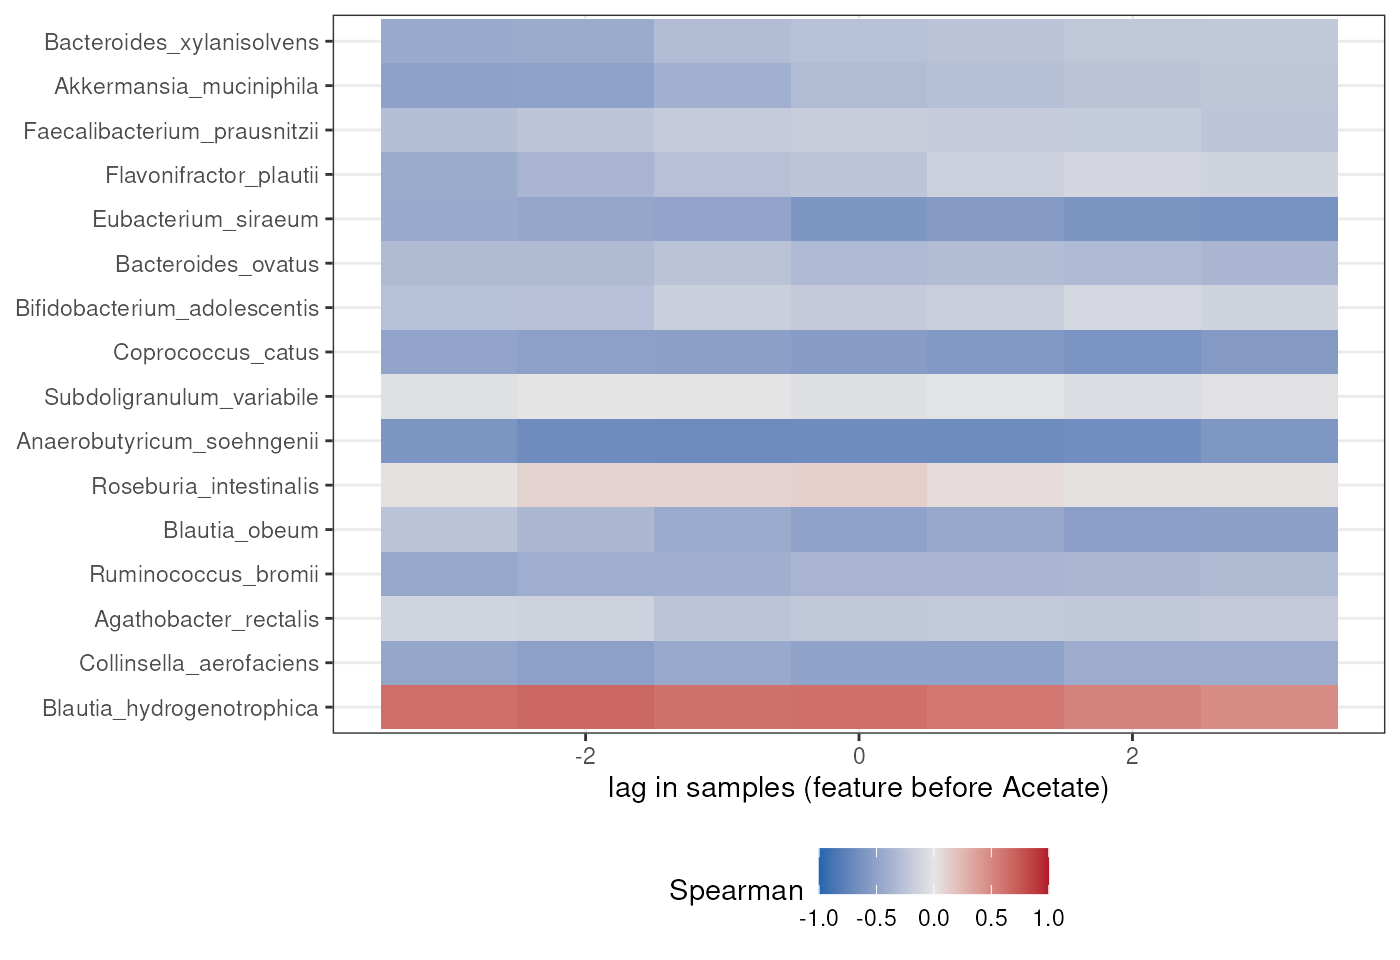 Bacteroides_xylanisolvens
Akkermansia_muciniphila
Faecalibacterium_prausnitzii
Flavonifractor_plautii
Eubacterium_siraeum
Bacteroides_ovatus
Bifidobacterium_adolescentis
Coprococcus_catus
Subdoligranulum_variabile
Anaerobutyricum_soehngenii
Roseburia_intestinalis
Blautia_obeum
Ruminococcus_bromii
Agathobacter_rectalis
Collinsella_aerofaciens
Blautia_hydrogenotrophica
-2 0 2
lag in samples (feature before Acetate)
Spearman
-1.0 -0.5 0.0 0.5 1.0